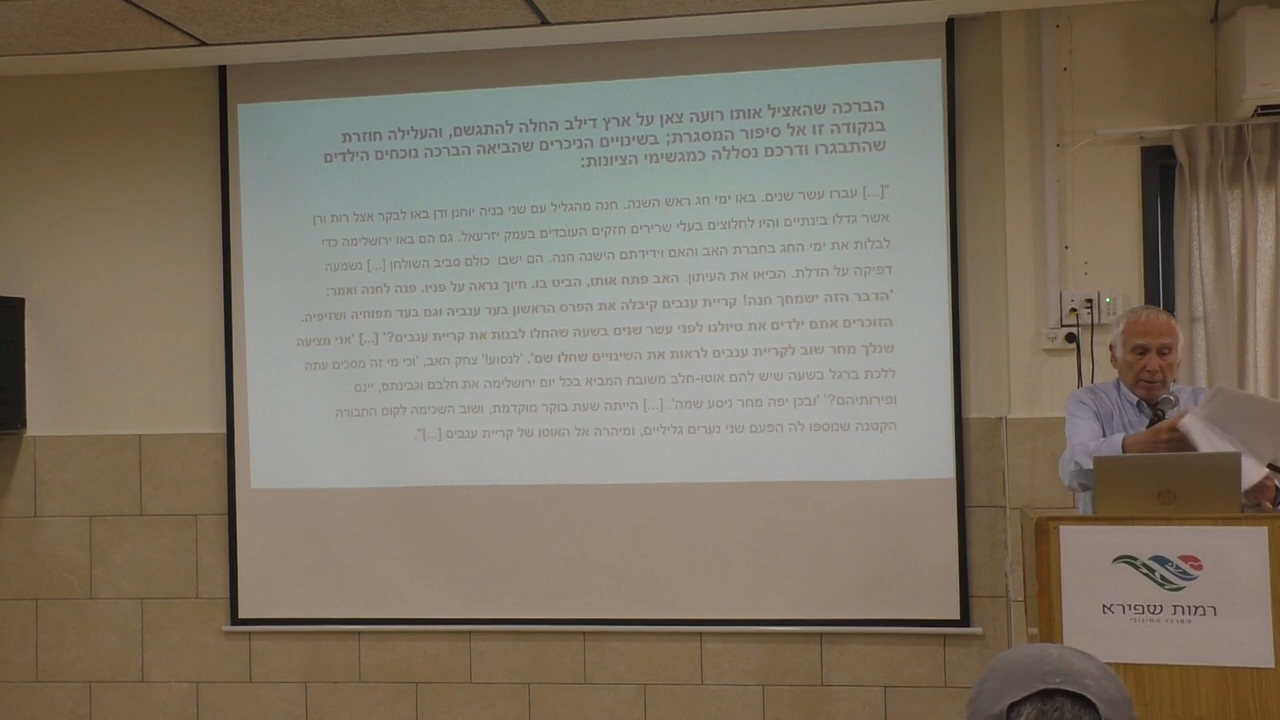 הברכה שהאציל אותו רועה צאן על ארץ דילב החלה להתגשם, והעלילה חוזרת
בנקודה זו אל סיפור המסגרת; בשינויים הניכרים שהביאה הברכה נוכחים הילדים
שהתבגרו ודרכם נסללה כמגשימי הציונות:
"[...] עברו עשר שנים. באו ימי חג ראש השנה. חנה מהגליל עם שני בניה יוחנן ודן באו לבקר אצל רות ורן
אשר גדלו בינתיים והיו לחלוצים בעלי שרירים חזקים העובדים בעמק יזרעאל. גם הם באו ירושלימה כדי
לבלות את ימי החג בחברת האב והאם וידידתם הישנה חנה. הם ישבו כולם סביב השולחן [...] נשמעה
דפיקה על הדלת. הביאו את העיתון. האב פתח אותו, הביט בו. חיוך נראה על פניו. פנה לחנה ואמר:
'הדבר הזה ישמחך חנה! קריית ענבים קיבלה את הפרס הראשון בעד ענביה וגם בעד תפוחיה ושזיפיה.
הזוכרים אתם ילדים את טיולנו לפני עשר שנים בשעה שהחלו לבנות את קריית ענבים?' [...] 'אני מציעה
שנלך מחר שוב לקריית ענבים לראות את השינויים שחלו שם'. 'לנסוע!' צחק האב, 'וכי מי זה מסכים עתה
ללכת ברגל בשעה שיש להם אוטו-חלב משובח המביא בכל יום ירושלימה את חלבם וגבינתם, יינם
ופירותיהם?' 'ובכן יפה מחר ניסע שמה'. [...] הייתה שעת בוקר מוקדמת, ושוב השכימה לקום החבורה
הקטנה שנוספו לה הפעם שני נערים גליליים, ומיהרה אל האוטו של קריית ענבים [...]".
רמות שפירא
המרכז החינוכי